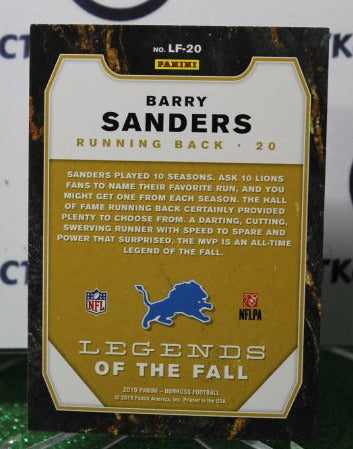 NO. LF-20
PANINI
BARRY
SANDERS
RUNNING BACK • 20
SANDERS PLAYED 10 SEASONS. ASK 10 LIONS
FANS TO NAME THEIR FAVORITE RUN, AND YOU
MIGHT GET ONE FROM EACH SEASON. THE HALL
OF FAME RUNNING BACK CERTAINLY PROVIDED
PLENTY TO CHOOSE FROM. A DARTING, CUTTING,
SWERVING RUNNER WITH SPEED TO SPARE AND
POWER THAT SURPRISED, THE MVP IS AN ALL-TIME
LEGEND OF THE FALL.
NFL
NFLPA
LEGENDS
OF THE FALL
2019 PANINI - DONRUSS FOOTBALL
© 2019 Panini America, Inc. Printed in the USA.